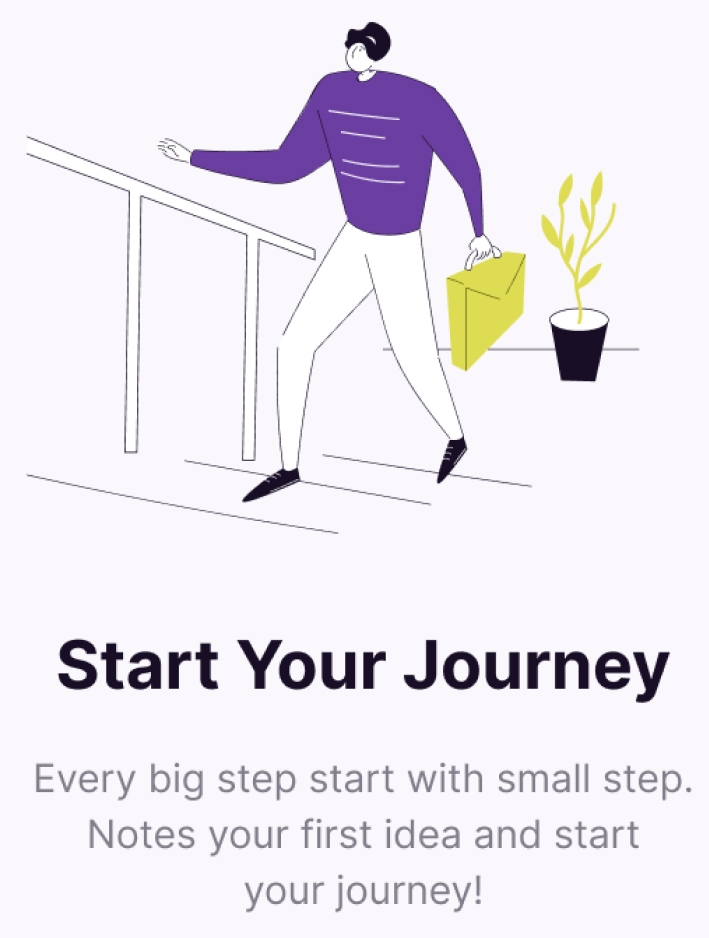 Start Your Journey
Every big step start with small step.
Notes your first idea and start
your journey!